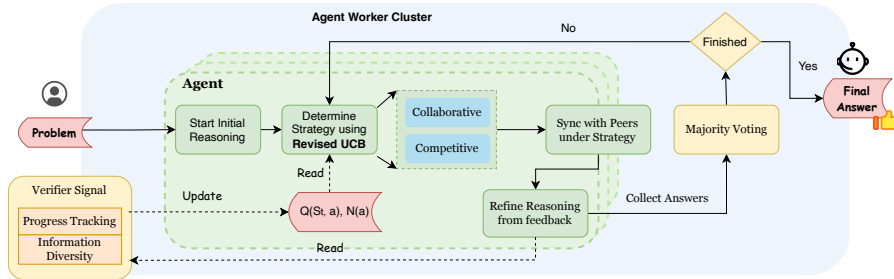 Agent Worker Cluster
No
Finished
Yes
Agent
Problem
Start Initial
Reasoning
Determine
Strategy using
Revised UCB
Collaborative
Competitive
Sync with Peers
under Strategy
Majority Voting
Final
Answer
Read
Verifier Signal
Progress Tracking
Information
Diversity
Update
Q(St, a), N(a)
Refine Reasoning
from feedback
Collect Answers
Read